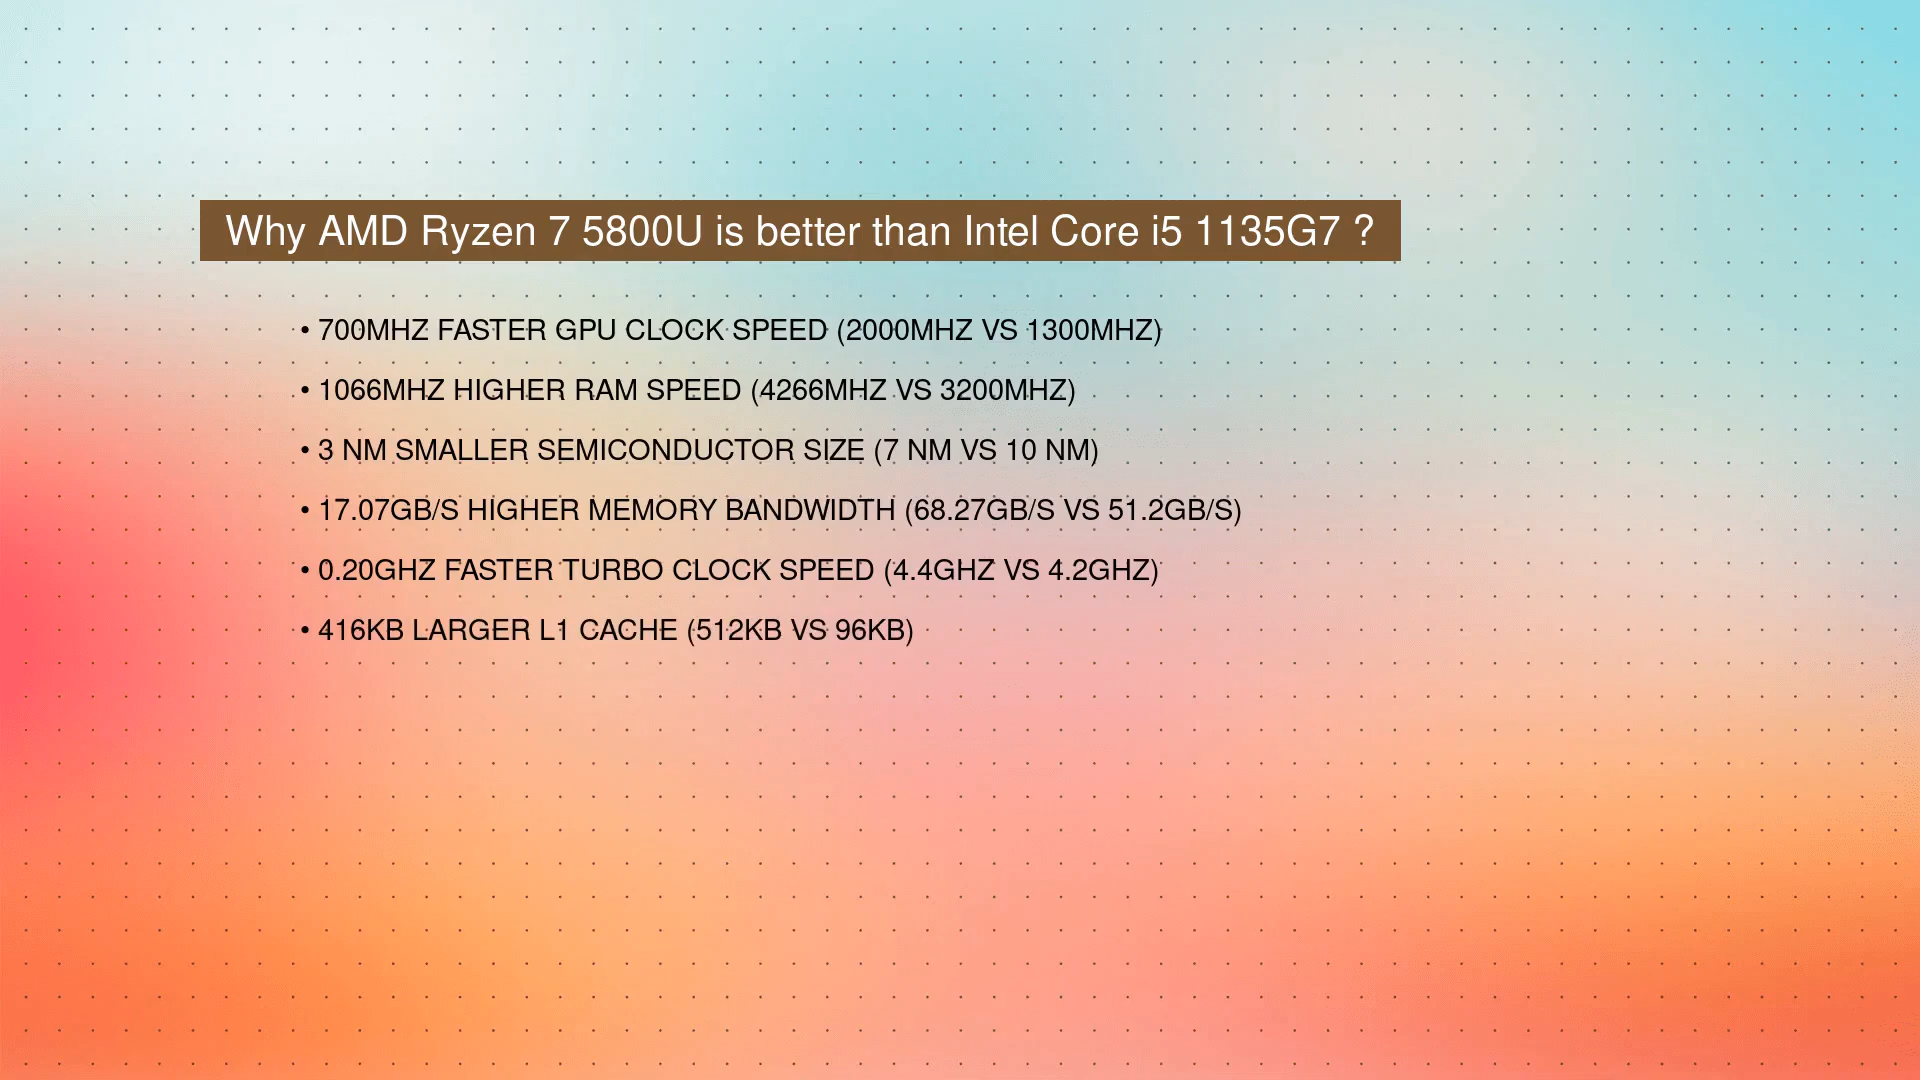 Why AMD Ryzen 7 5800U is better than Intel Core i5 1135G7 ?
• 700MHZ FASTER GPU CLOCK SPEED (2000MHZ VS 1300MHZ)
• 1066MHZ HIGHER RAM SPEED (4266MHZ VS 3200MHZ)
• 3 NM SMALLER SEMICONDUCTOR SIZE (7 NM VS 10 NM)
• 17.07GB/S HIGHER MEMORY BANDWIDTH (68.27GB/S VS 51.2GB/S)
• 0.20GHZ FASTER TURBO CLOCK SPEED (4.4GHZ VS 4.2GHZ)
• 416KB LARGER L1 CACHE (512KB VS 96KB)